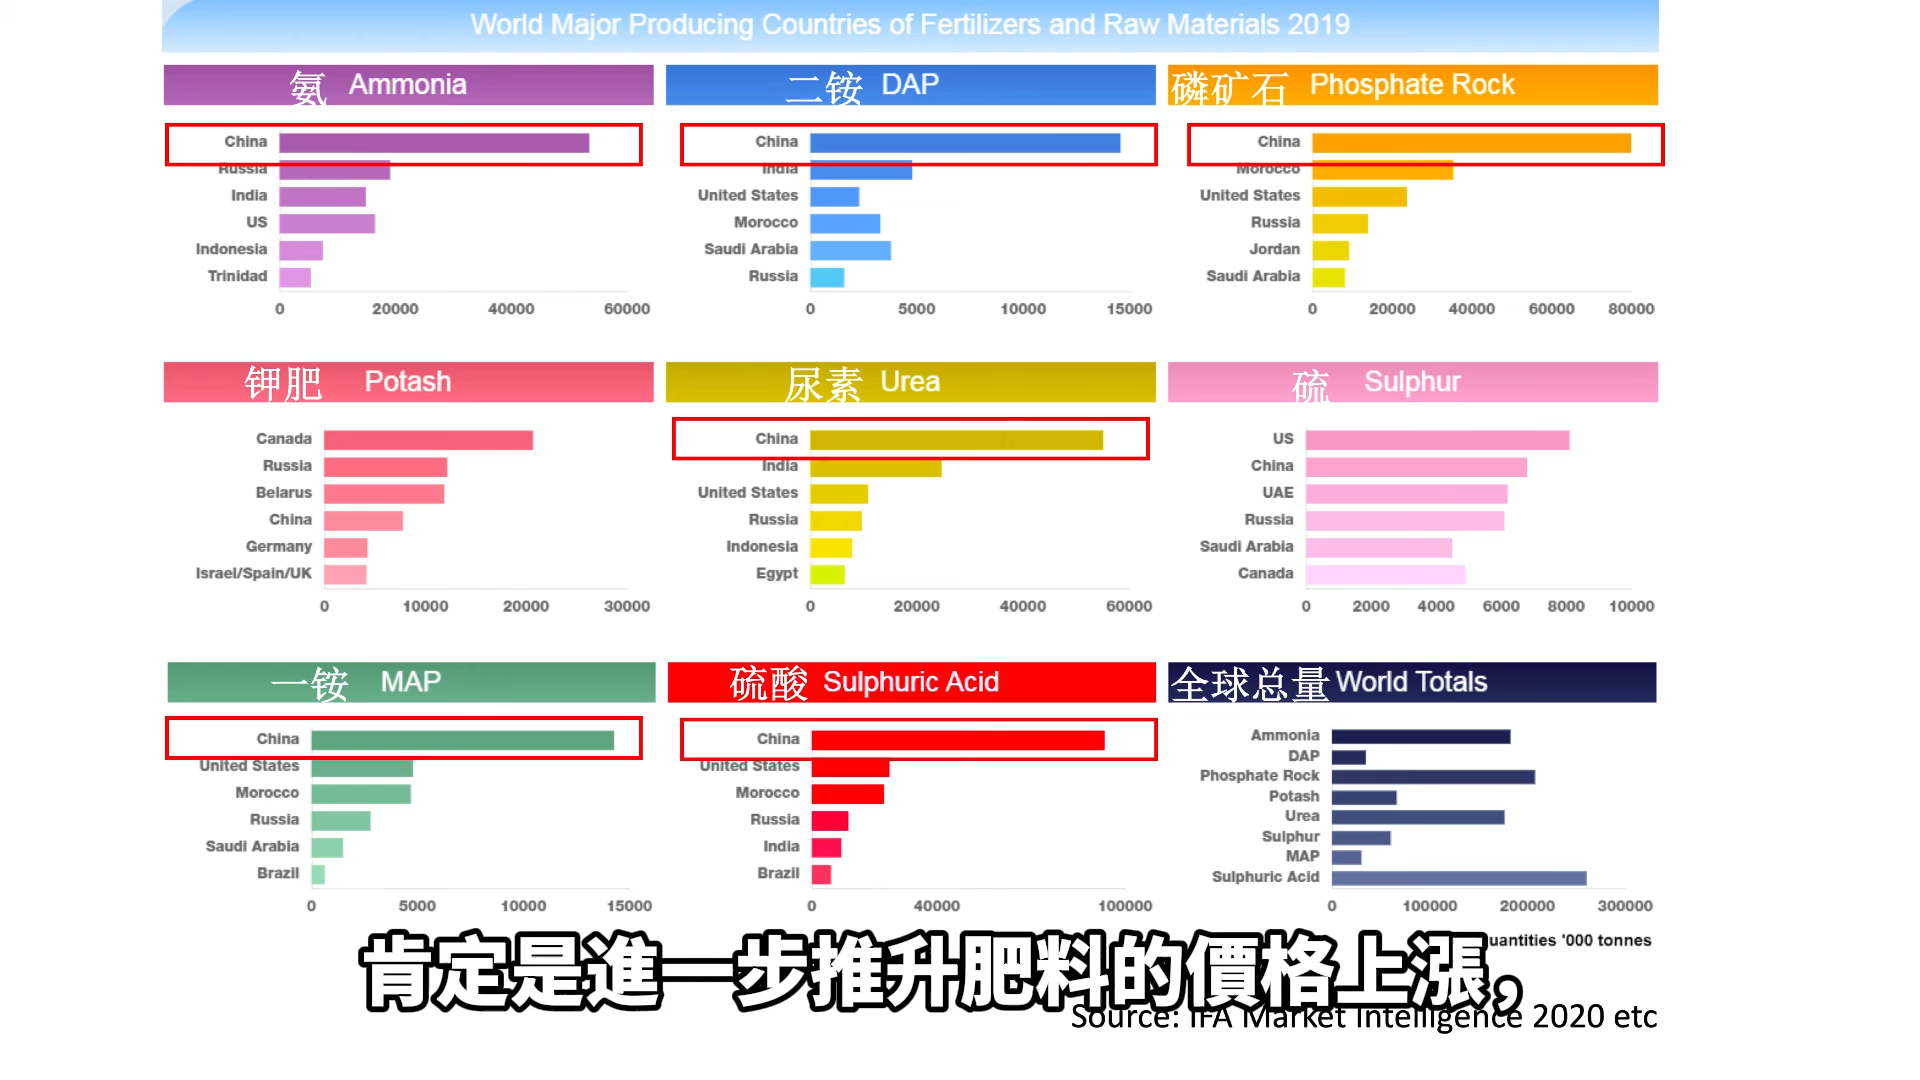 World Major Producing Countries of Fertilizers and Raw Materials 2019
氨 Ammonia
China
Russia
India
US
Indonesia
Trinidad
0 20000 40000 60000
二铵 DAP
China
India
United States
Morocco
Saudi Arabia
Russia
0 5000 10000 15000
磷矿石 Phosphate Rock
China
Morocco
United States
Russia
Jordan
Saudi Arabia
0 20000 40000 60000 80000
钾肥 Potash
Canada
Russia
Belarus
China
Germany
Israel/Spain/UK
0 10000 20000 30000
尿素 Urea
China
India
United States
Russia
Indonesia
Egypt
0 20000 40000 60000
硫 Sulphur
US
China
UAE
Russia
Saudi Arabia
Canada
0 2000 4000 6000 8000 10000
一铵 MAP
China
United States
Morocco
Russia
Saudi Arabia
Brazil
0 5000 10000 15000
硫酸 Sulphuric Acid
China
United States
Morocco
Russia
India
Brazil
0 40000 100000
全球总量 World Totals
Ammonia
DAP
Phosphate Rock
Potash
Urea
Sulphur
MAP
Sulphuric Acid
0 100000 200000 300000
uantities '000 tonnes
肯定是進一步推升肥料的價格上漲，
Source: IFA Market Intelligence 2020 etc